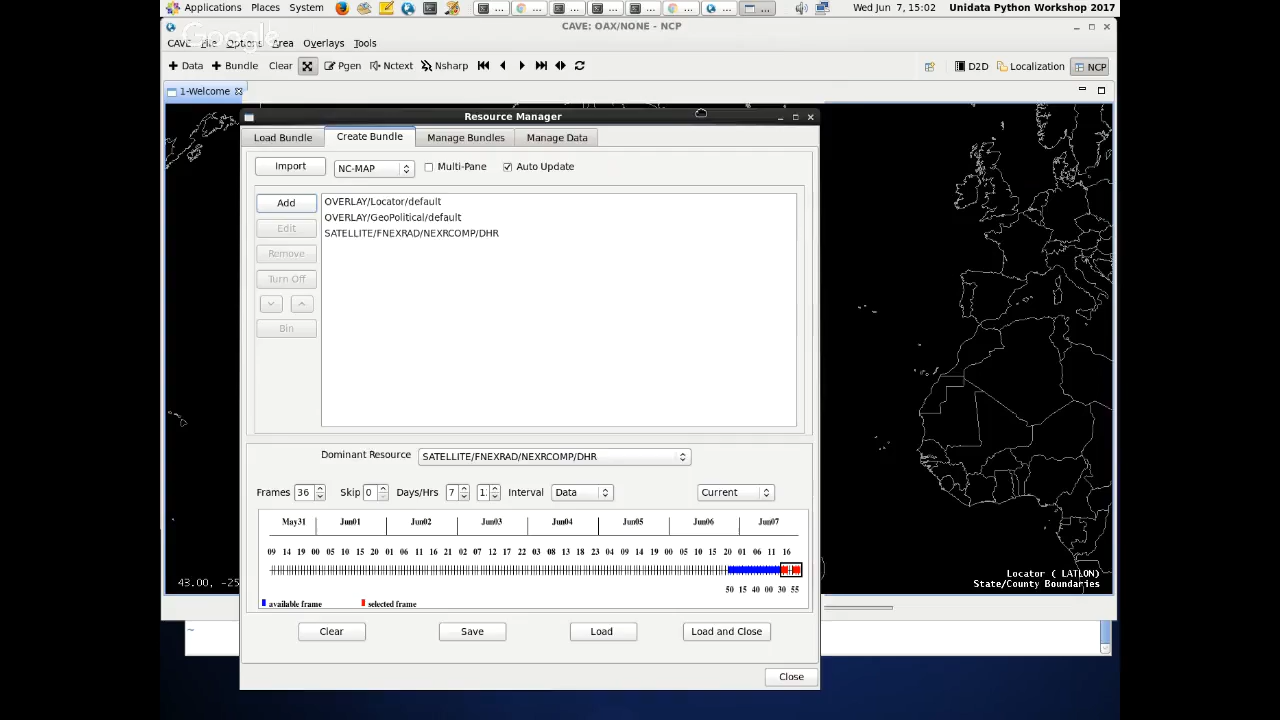 Applications Places System
Wed Jun 7, 15:02 Unidata Python Workshop 2017
CAVE: OAX/NONE - NCP
Google
CAVE File Options Area Overlays Tools
Data Bundle Clear Pgen Nctext Nsharp D2D Localization NCP
1-Welcome
Resource Manager
Load Bundle Create Bundle Manage Bundles Manage Data
Import NC-MAP Multi-Pane Auto Update
Add OVERLAY/Locator/default
OVERLAY/GeoPolitical/default
Edit SATELLITE/FNEXRAD/NEXRCOMP/DHR
Remove
Turn Off
Bin
Dominant Resource SATELLITE/FNEXRAD/NEXRCOMP/DHR
Frames 36 Skip 0 Days/Hrs 7 Interval Data Current
May31 Jun01 Jun02 Jun03 Jun04 Jun05 Jun06 Jun07
09 14 19 00 05 10 15 20 01 06 11 16 21 02 07 12 17 22 03 08 13 18 23 04 09 14 19 00 05 10 15 20 01 06 11 16
50 15 40 00 30 55
available frame selected frame
43.00, -25
Locator ( LATLON)
State/County Boundaries
Clear Save Load Load and Close
~
Close